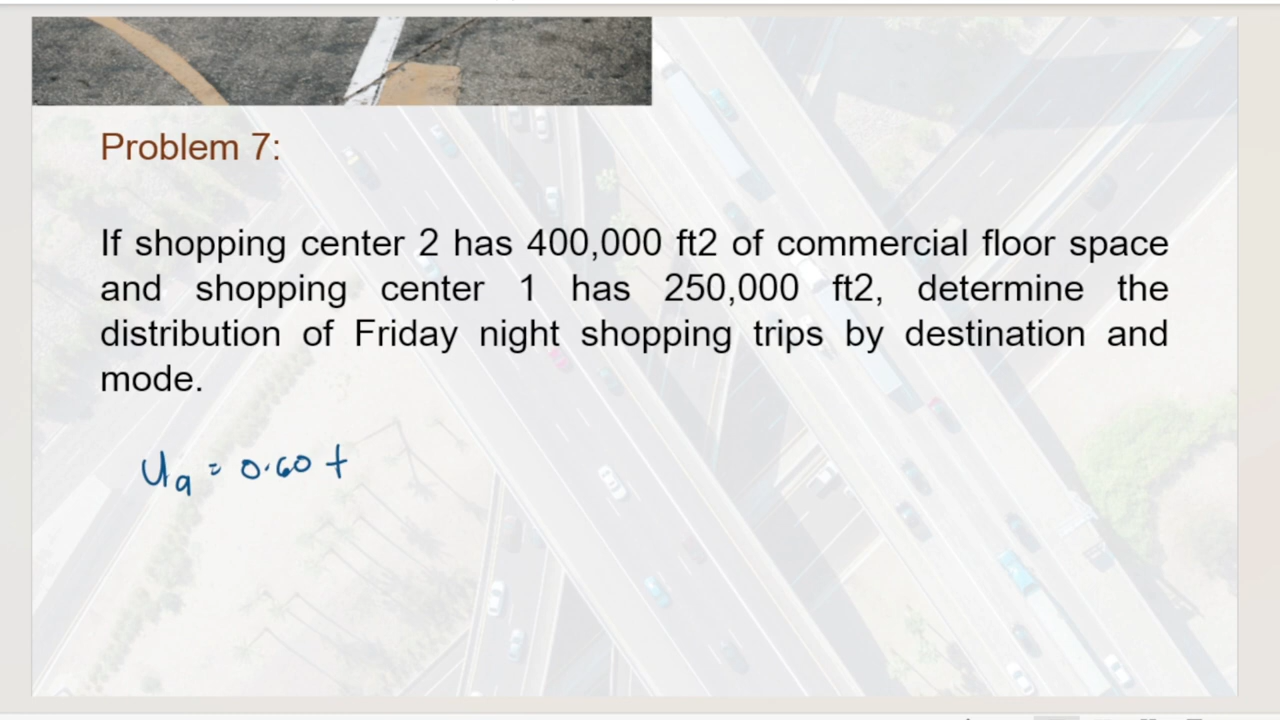 Problem 7:
If shopping center 2 has 400,000 ft2 of commercial floor space
and shopping center 1 has 250,000 ft2, determine the
distribution of Friday night shopping trips by destination and
mode.
Ua = 0.60 +